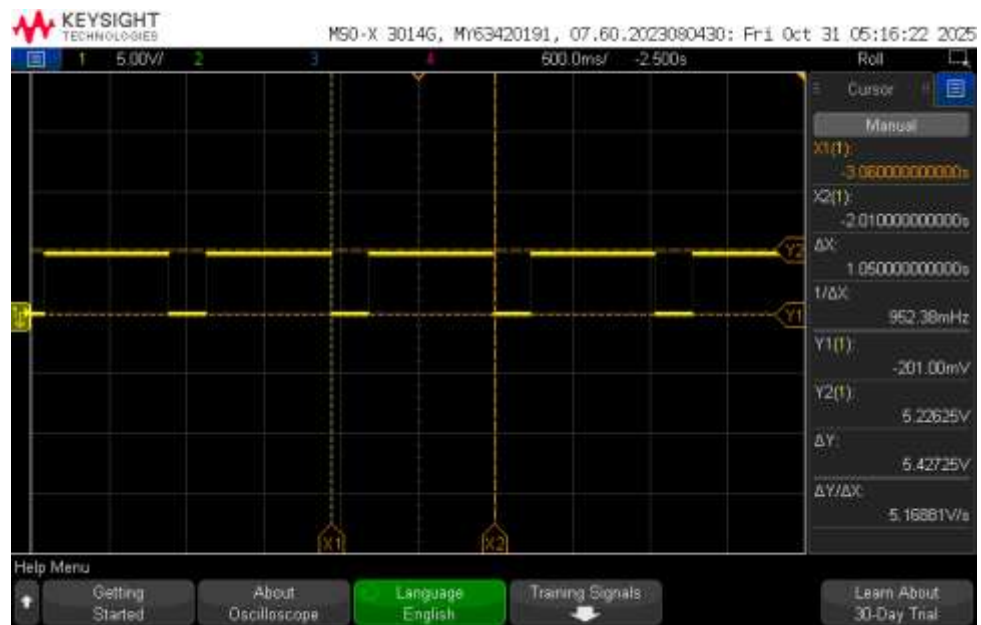 KEYSIGHT
TECHNOLOGIES
MSO-X 3014G, MY63420191, 07.60.2023080430: Fri Oct 31 05:16:22 2025
1 5.00V/ 2 3 4 600.0ms/ -2.500s Roll
Cursor
Manual
X1(1):
-3.060000000000s
X2(1):
-2.010000000000s
ΔX:
1.050000000000s
1/ΔX:
952.38mHz
Y1(1):
-201.00mV
Y2(1):
5.22625V
ΔY:
5.42725V
ΔY/ΔX:
5.16881V/s
Y2
Y1
X1
X2
Help Menu
Getting Started
About Oscilloscope
Language English
Training Signals
Learn About 30-Day Trial